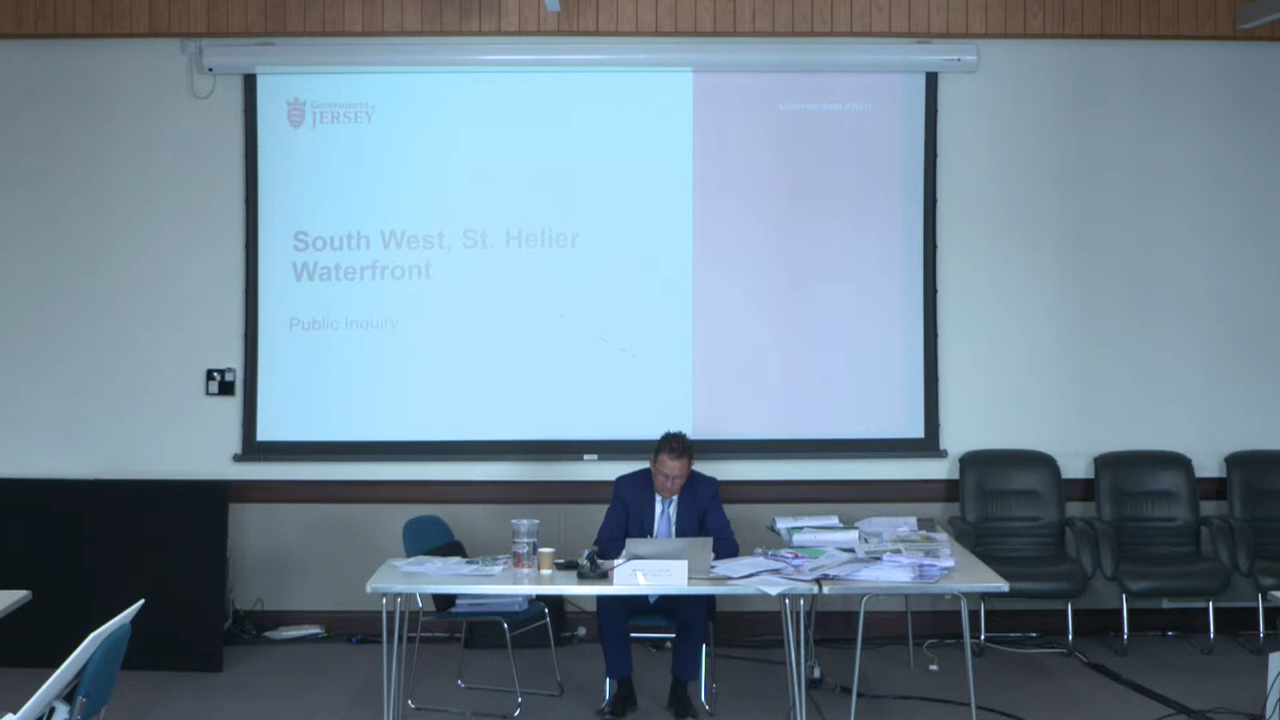 Government of
JERSEY
South West, St. Helier
Waterfront
Public Inquiry